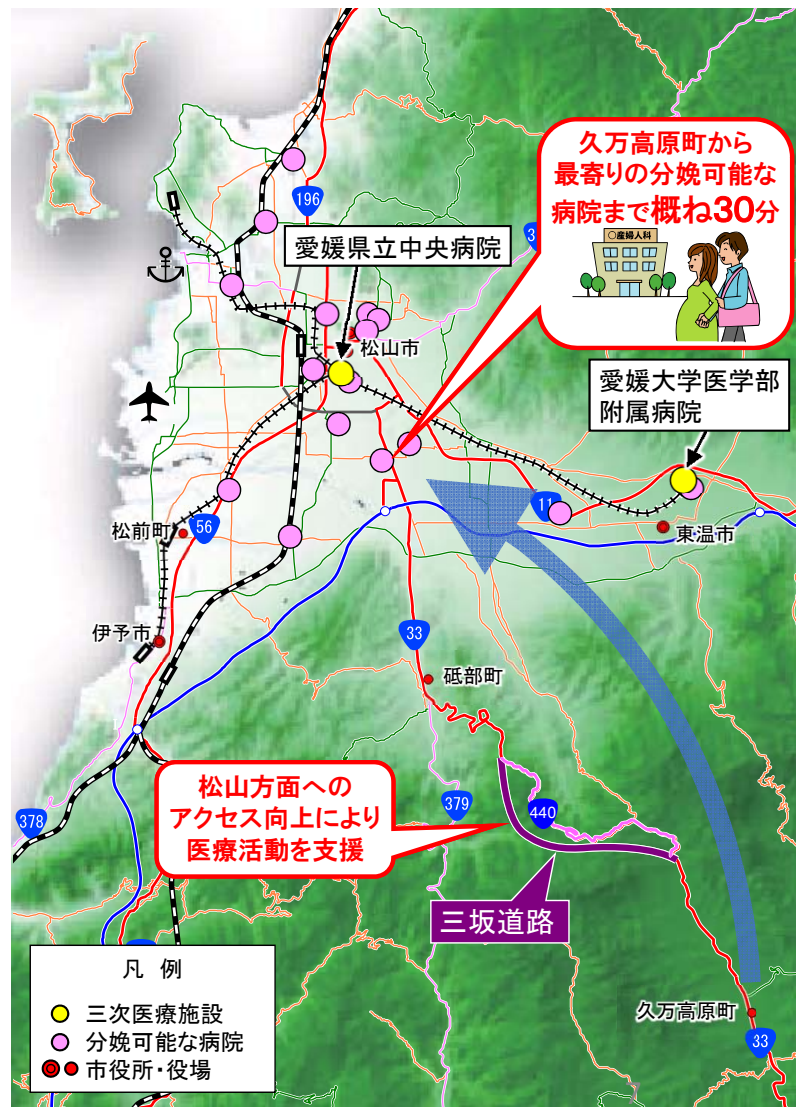 久万高原町から
最寄りの分娩可能な
病院まで概ね30分
○産婦人科
196
愛媛県立中央病院
松山市
愛媛大学医学部
附属病院
11
松前町
56
東温市
伊予市
33
砥部町
松山方面への
アクセス向上により
医療活動を支援
378
379
440
三坂道路
久万高原町
33
凡 例
三次医療施設
分娩可能な病院
市役所・役場